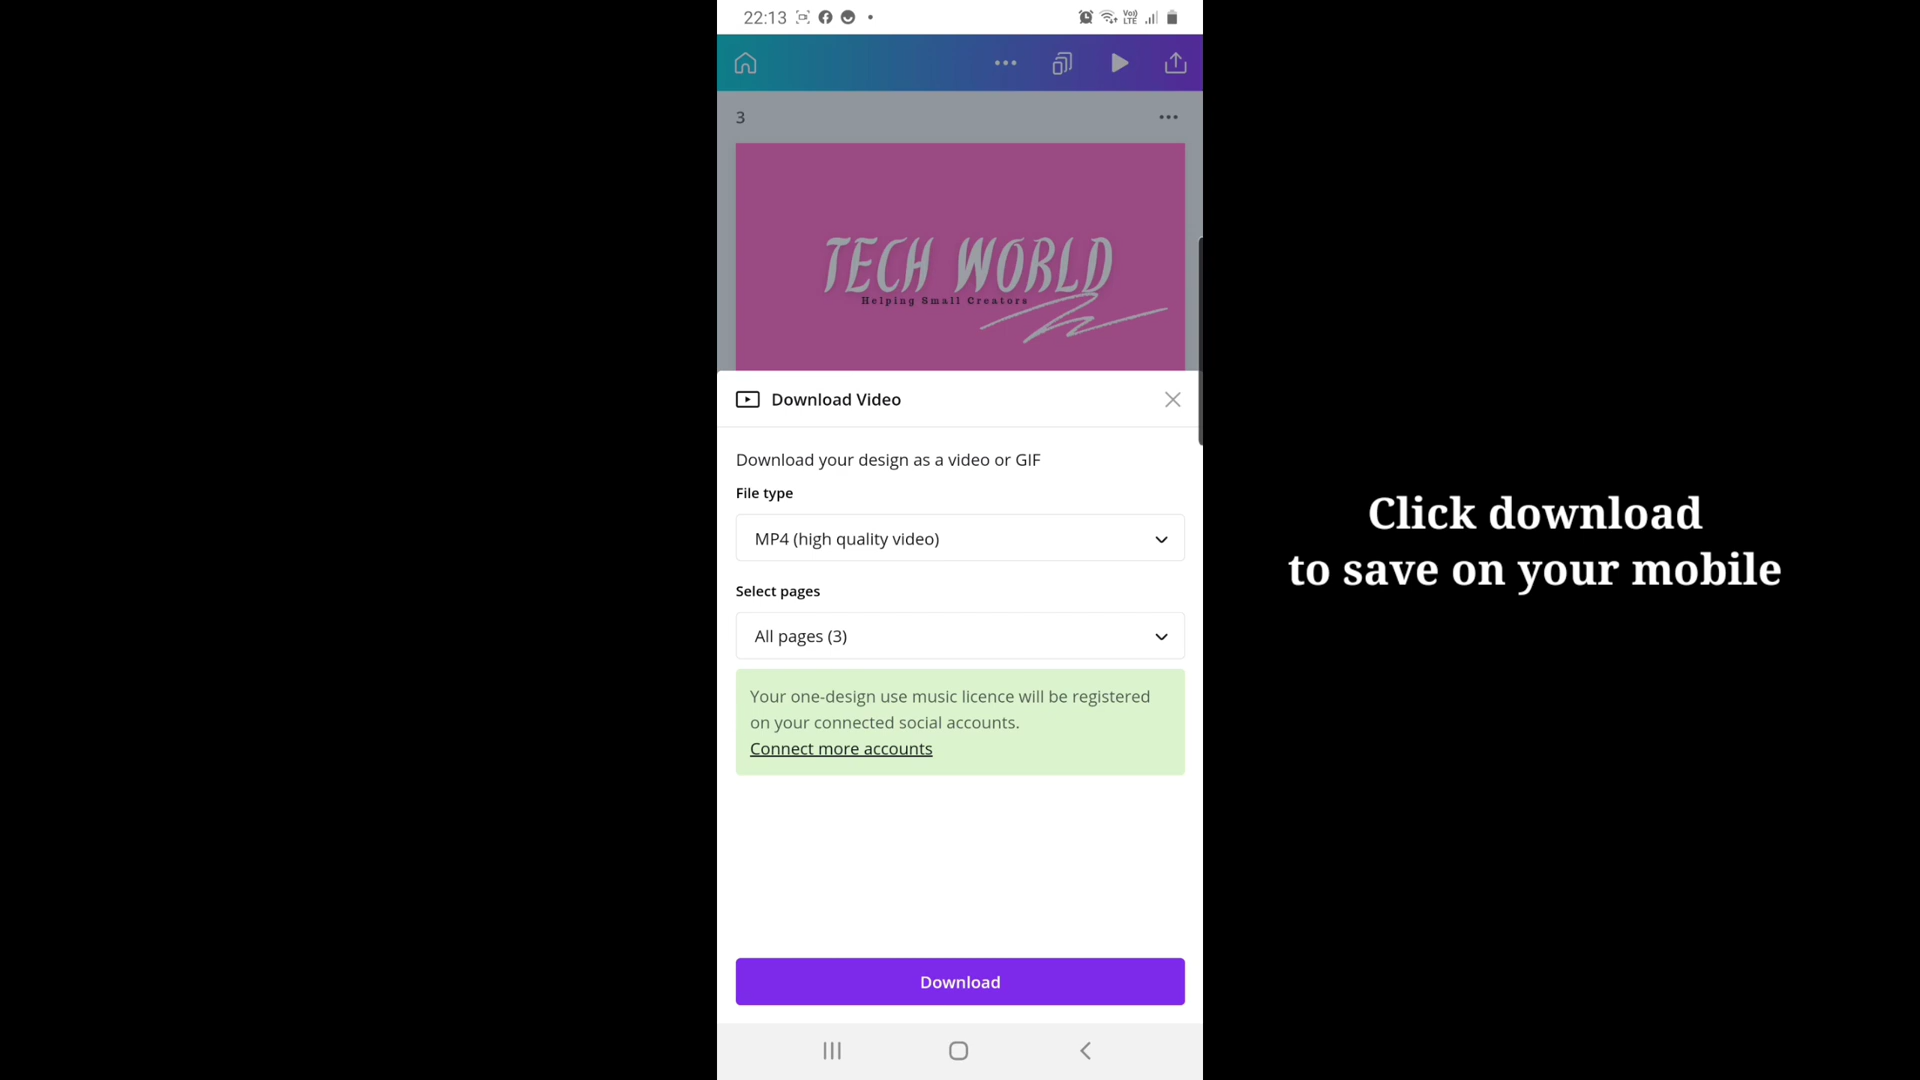 22:13
Vo) LTE
3
TECH WORLD
Helping Small Creators
Download Video
Download your design as a video or GIF
File type
MP4 (high quality video)
Select pages
All pages (3)
Your one-design use music licence will be registered
on your connected social accounts.
Connect more accounts
Download
Click download
to save on your mobile